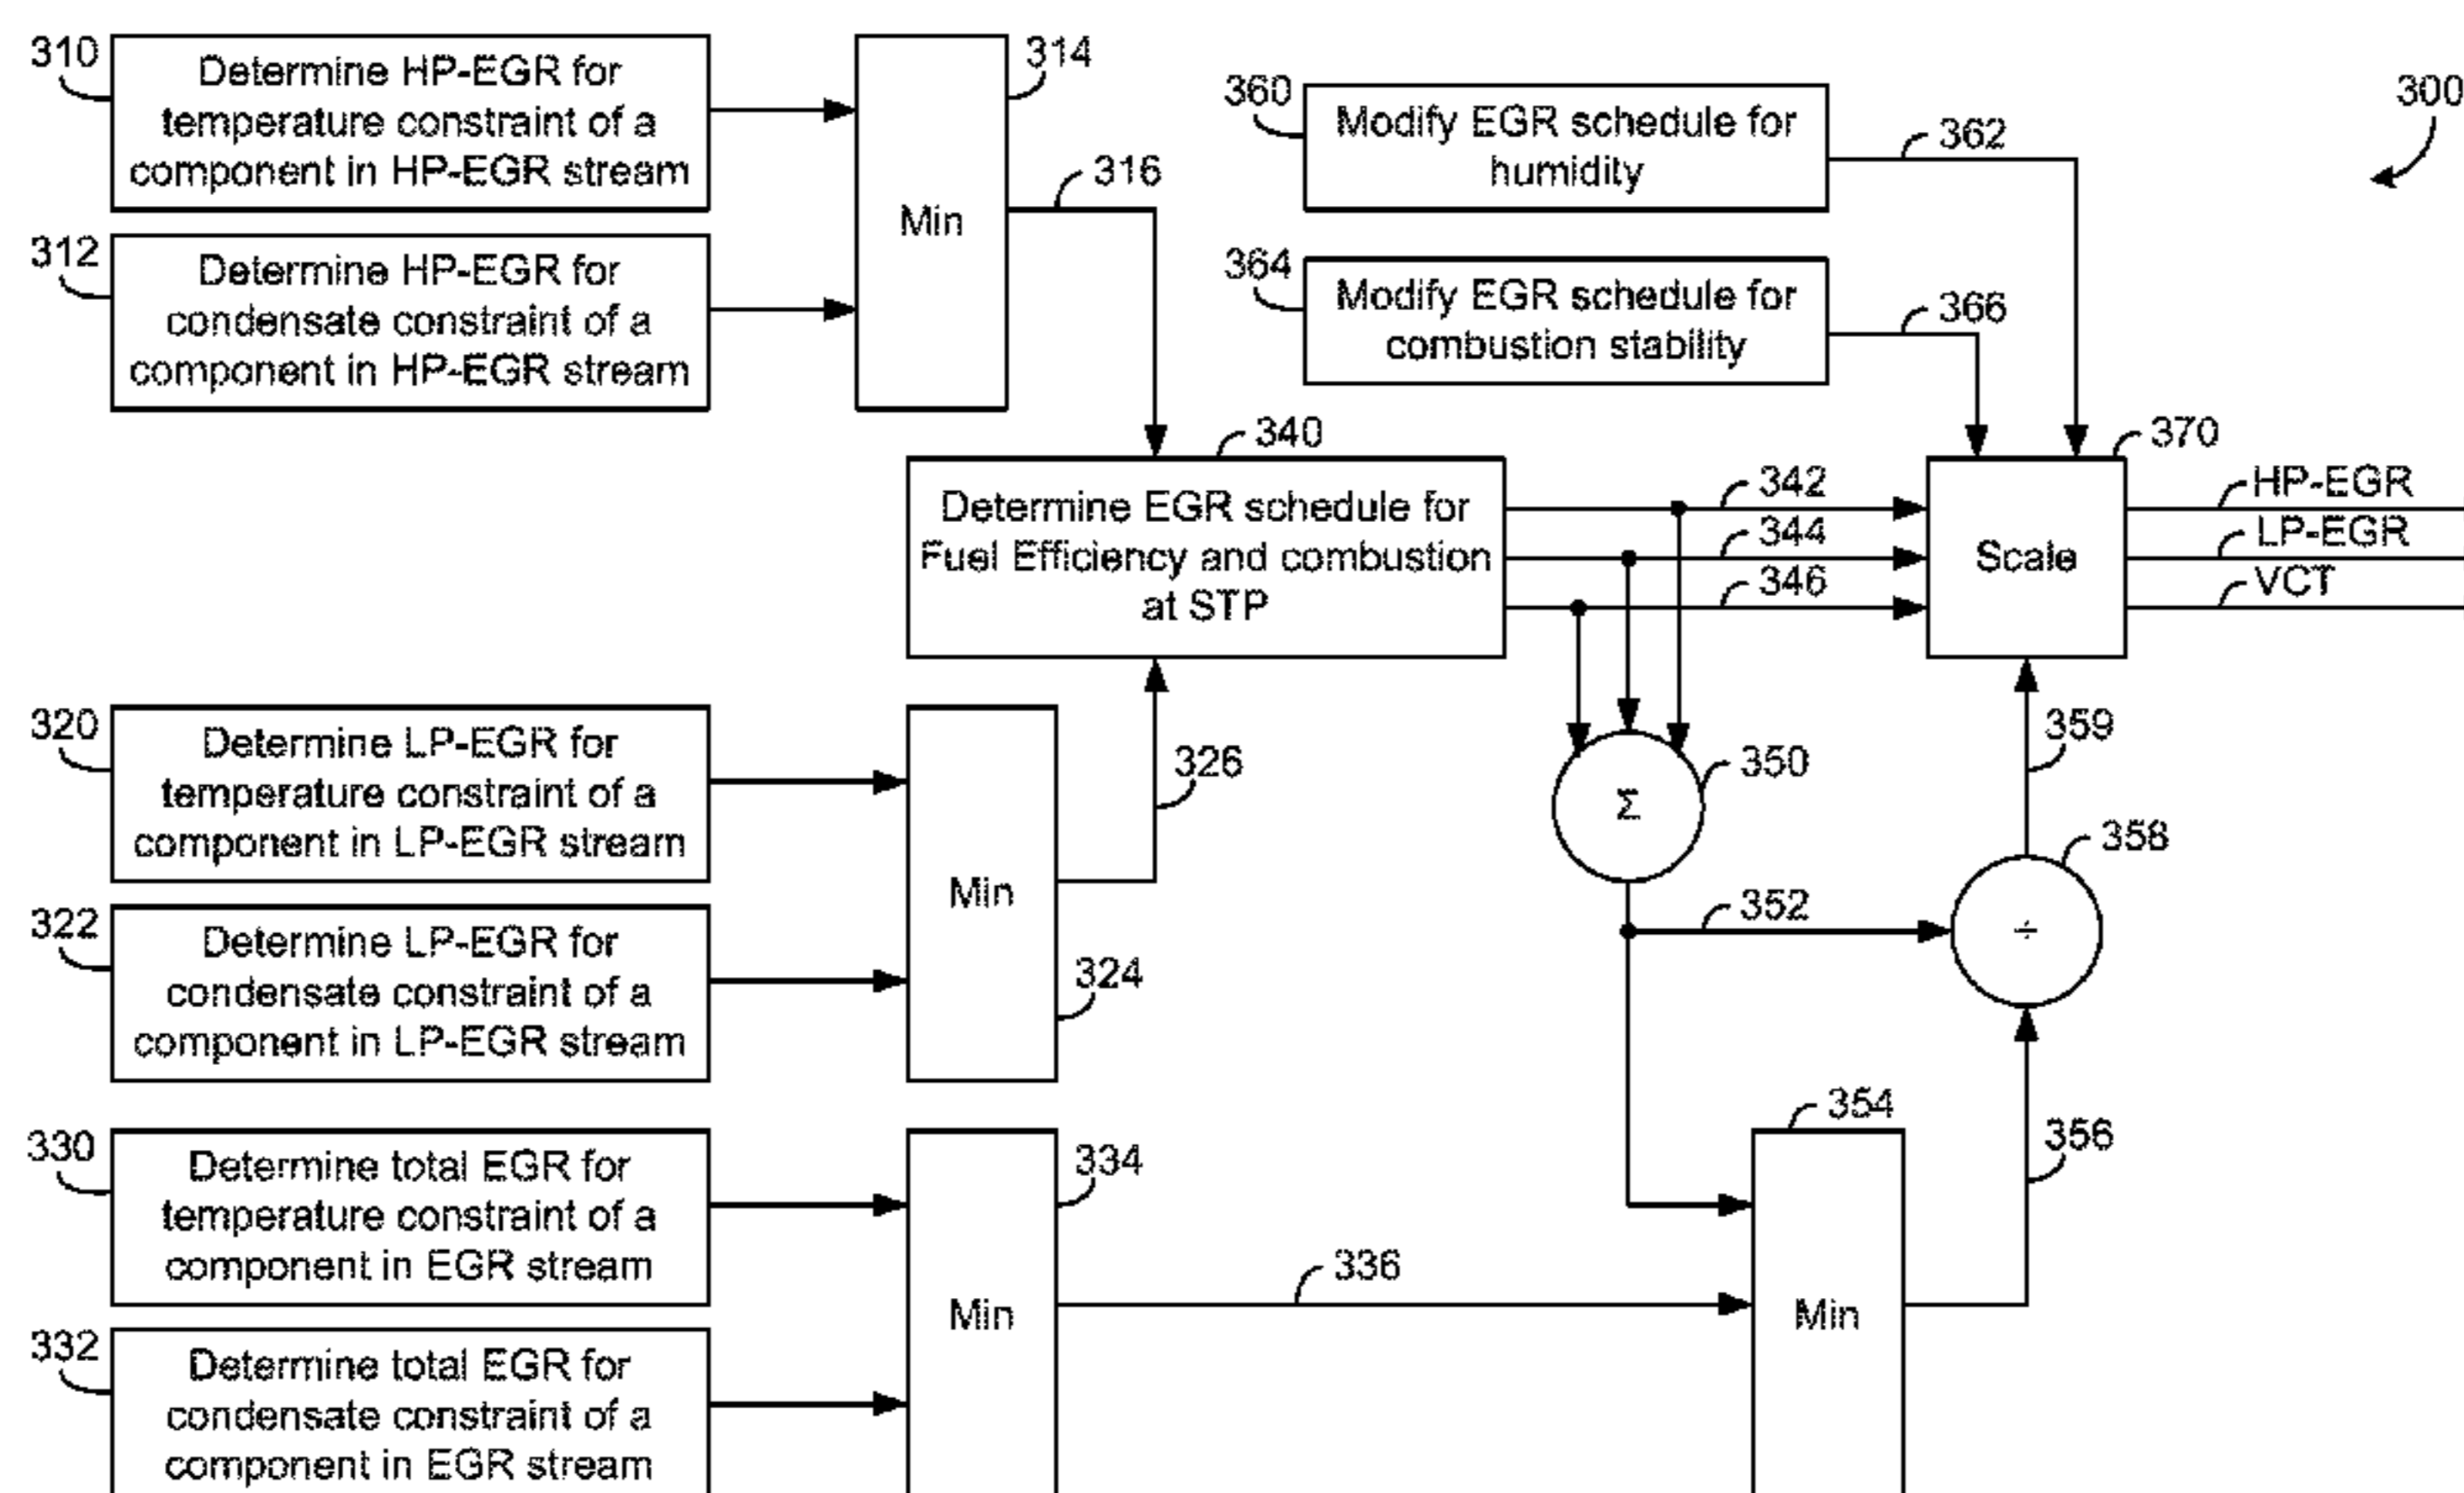 310
Determine HP-EGR for
temperature constraint of a
component in HP-EGR stream
312
Determine HP-EGR for
condensate constraint of a
component in HP-EGR stream
314
Min
316
360
Modify EGR schedule for
humidity
362
364
Modify EGR schedule for
combustion stability
366
300
340
Determine EGR schedule for
Fuel Efficiency and combustion
at STP
342
344
346
370
Scale
HP-EGR
LP-EGR
VCT
320
Determine LP-EGR for
temperature constraint of a
component in LP-EGR stream
322
Determine LP-EGR for
condensate constraint of a
component in LP-EGR stream
Min
324
326
350
Σ
352
359
358
÷
330
Determine total EGR for
temperature constraint of a
component in EGR stream
332
Determine total EGR for
condensate constraint of a
component in EGR stream
334
Min
336
354
Min
356